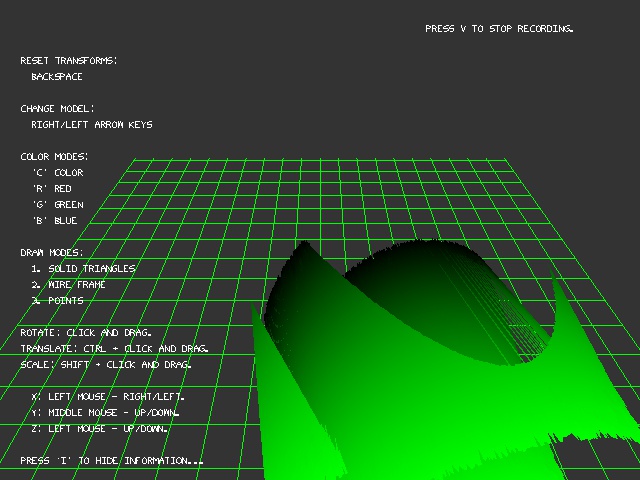 PRESS V TO STOP RECORDING.
RESET TRANSFORMS:
BACKSPACE
CHANGE MODEL:
RIGHT/LEFT ARROW KEYS
COLOR MODES:
'C' COLOR
'R' RED
'G' GREEN
'B' BLUE
DRAW MODES:
1. SOLID TRIANGLES
2. WIRE FRAME
3. POINTS
ROTATE: CLICK AND DRAG.
TRANSLATE: CTRL + CLICK AND DRAG.
SCALE: SHIFT + CLICK AND DRAG.
X: LEFT MOUSE - RIGHT/LEFT.
Y: MIDDLE MOUSE - UP/DOWN.
Z: LEFT MOUSE - UP/DOWN.
PRESS 'I' TO HIDE INFORMATION...